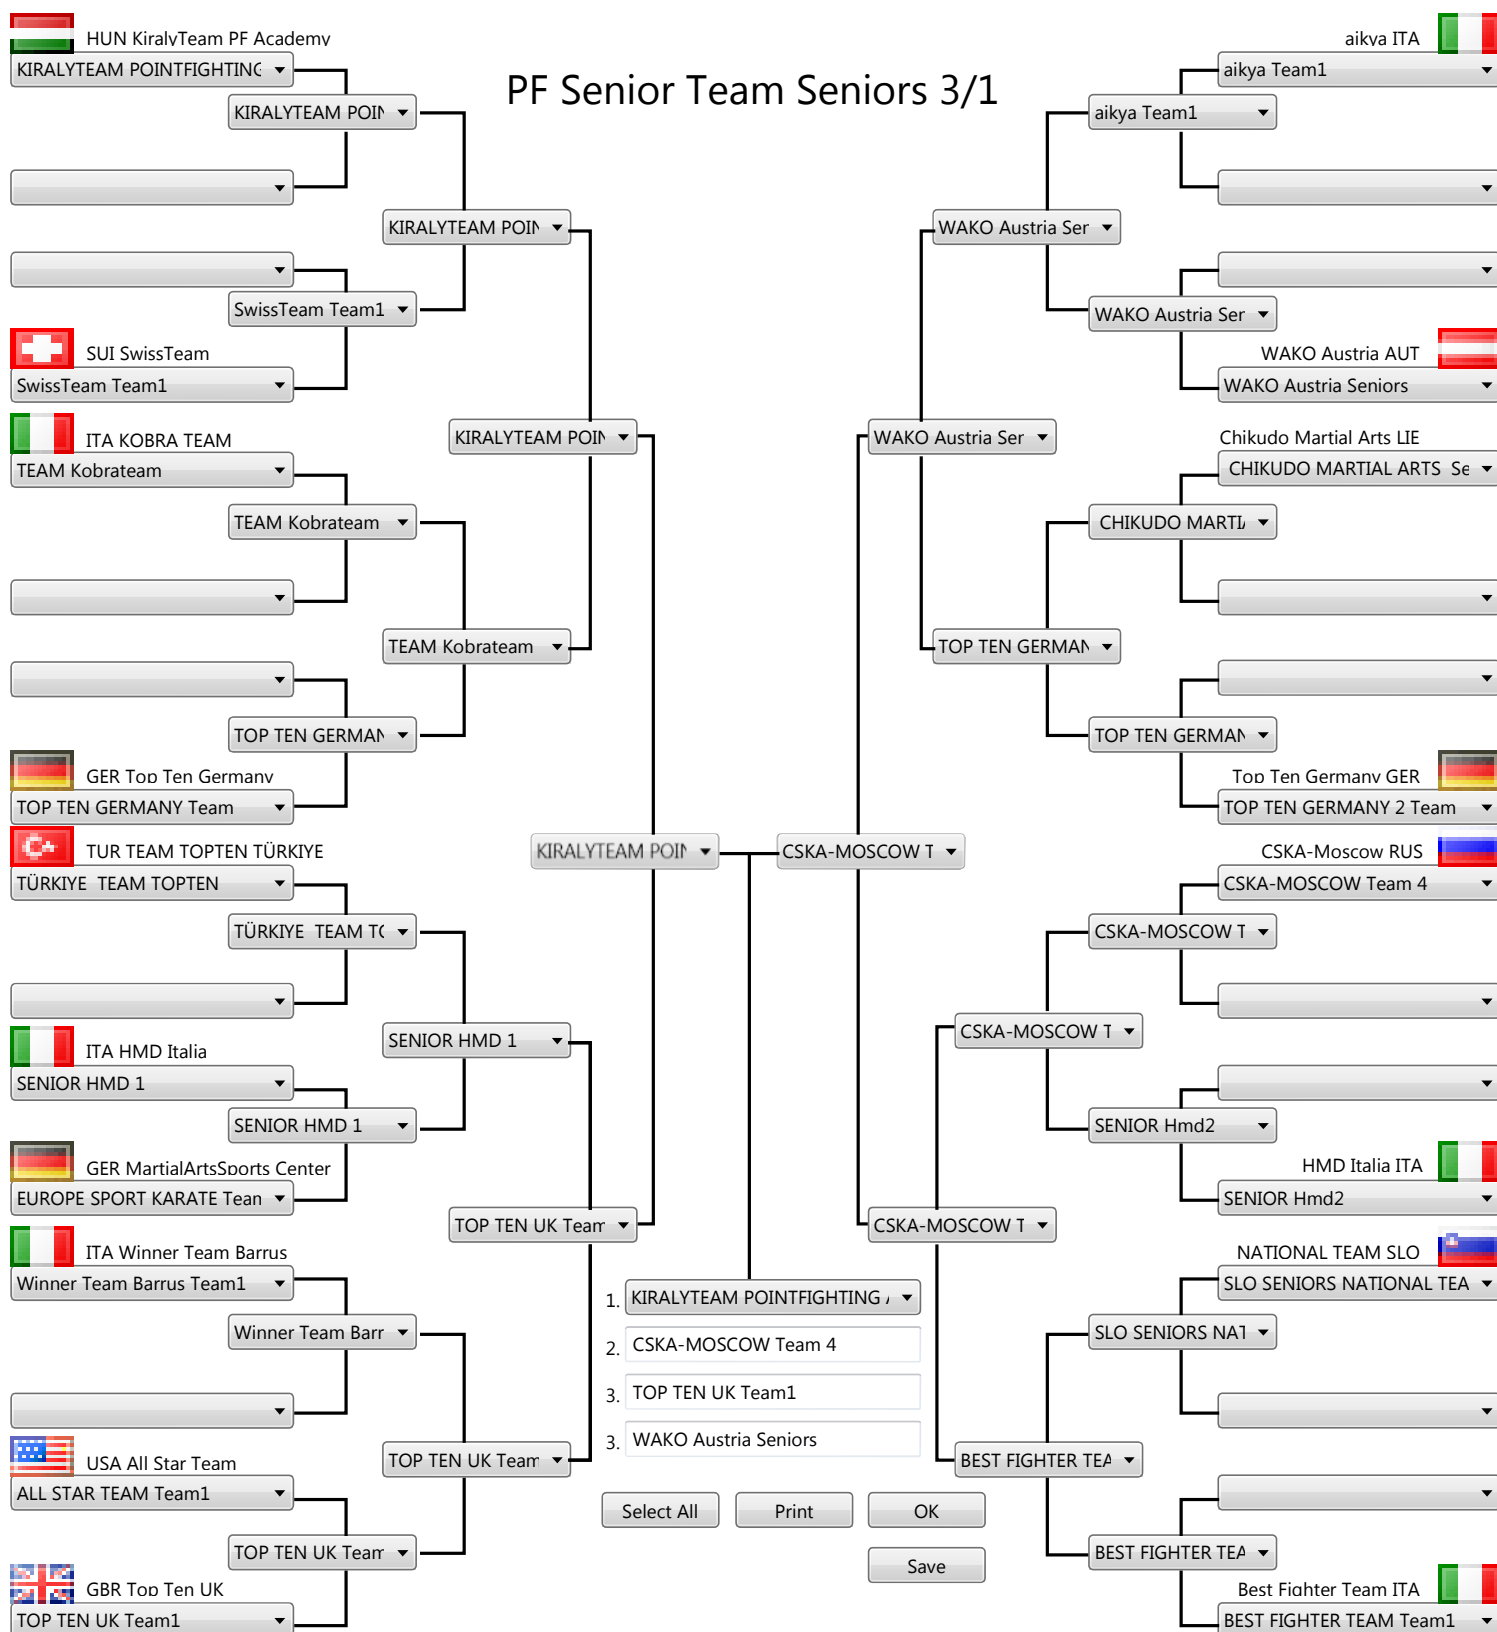 PF Senior Team Seniors 3/1
HUN KiralyTeam PF Academy
KIRALYTEAM POINTFIGHTING
KIRALYTEAM POIN
KIRALYTEAM POIN
SwissTeam Team1
SUI SwissTeam
SwissTeam Team1
ITA KOBRA TEAM
TEAM Kobrateam
KIRALYTEAM POIN
TEAM Kobrateam
TEAM Kobrateam
TOP TEN GERMAN
GER Top Ten Germany
TOP TEN GERMANY Team
TUR TEAM TOPTEN TÜRKIYE
TÜRKIYE TEAM TOPTEN
KIRALYTEAM POIN
TÜRKIYE TEAM TO
SENIOR HMD 1
ITA HMD Italia
SENIOR HMD 1
SENIOR HMD 1
GER MartialArtsSports Center
EUROPE SPORT KARATE Team
TOP TEN UK Team
ITA Winner Team Barrus
Winner Team Barrus Team1
Winner Team Barr
TOP TEN UK Team
USA All Star Team
ALL STAR TEAM Team1
TOP TEN UK Team
GBR Top Ten UK
TOP TEN UK Team1
aikya ITA
aikya Team1
aikya Team1
WAKO Austria Ser
WAKO Austria Ser
WAKO Austria AUT
WAKO Austria Seniors
WAKO Austria Ser
Chikudo Martial Arts LIE
CHIKUDO MARTIAL ARTS Se
CHIKUDO MARTIA
TOP TEN GERMAN
TOP TEN GERMAN
Top Ten Germany GER
TOP TEN GERMANY 2 Team
CSKA-MOSCOW T
CSKA-Moscow RUS
CSKA-MOSCOW Team 4
CSKA-MOSCOW T
CSKA-MOSCOW T
SENIOR Hmd2
HMD Italia ITA
SENIOR Hmd2
CSKA-MOSCOW T
NATIONAL TEAM SLO
SLO SENIORS NATIONAL TEA
SLO SENIORS NAT
BEST FIGHTER TEA
BEST FIGHTER TEA
Best Fighter Team ITA
BEST FIGHTER TEAM Team1
1. KIRALYTEAM POINTFIGHTING A
2. CSKA-MOSCOW Team 4
3. TOP TEN UK Team1
3. WAKO Austria Seniors
Select All Print OK
Save